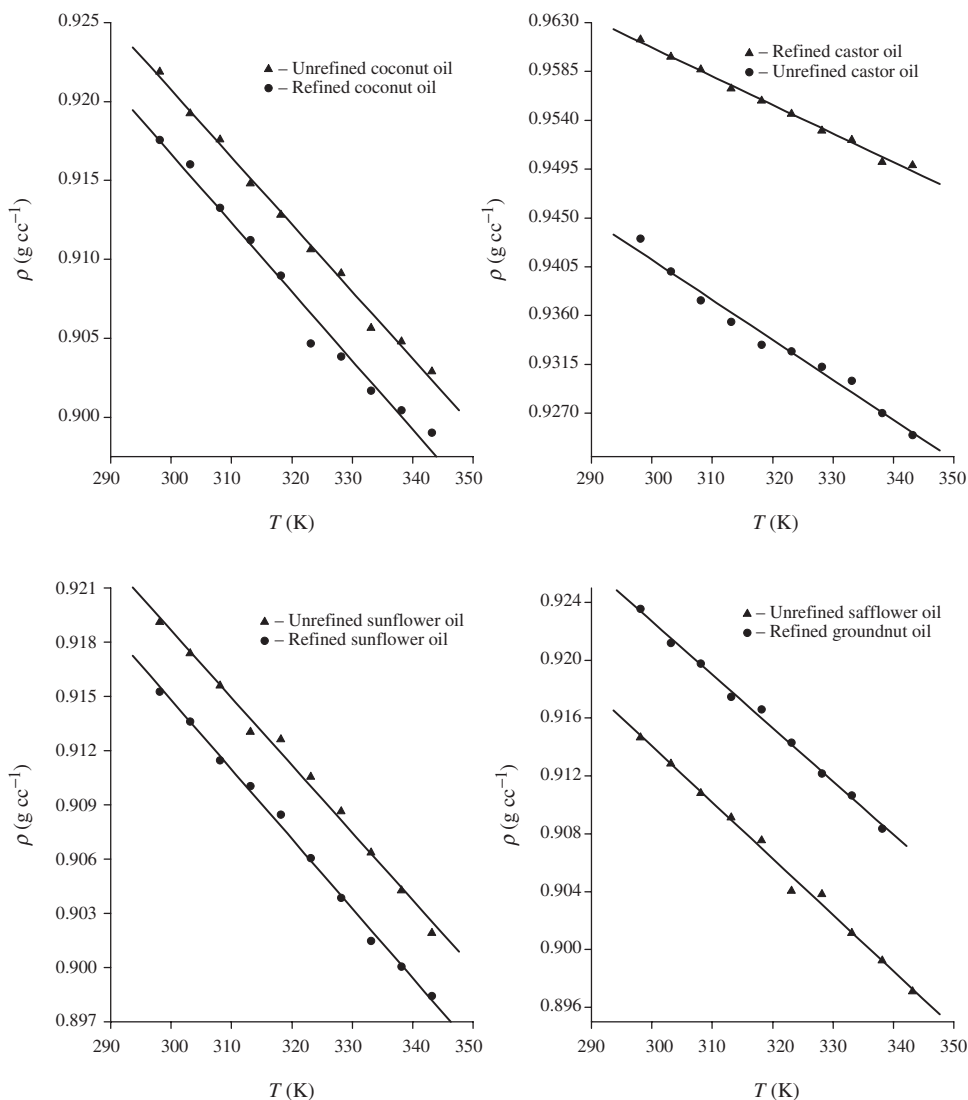 0.925
0.920
0.915
0.910
0.905
0.900
ρ (g cc⁻¹)
▲ – Unrefined coconut oil
● – Refined coconut oil
290 300 310 320 330 340 350
T (K)
0.9630
0.9585
0.9540
0.9495
0.9450
0.9405
0.9360
0.9315
0.9270
ρ (g cc⁻¹)
▲ – Refined castor oil
● – Unrefined castor oil
290 300 310 320 330 340 350
T (K)
0.921
0.918
0.915
0.912
0.909
0.906
0.903
0.900
0.897
ρ (g cc⁻¹)
▲ – Unrefined sunflower oil
● – Refined sunflower oil
290 300 310 320 330 340 350
T (K)
0.924
0.920
0.916
0.912
0.908
0.904
0.900
0.896
ρ (g cc⁻¹)
▲ – Unrefined safflower oil
● – Refined groundnut oil
290 300 310 320 330 340 350
T (K)